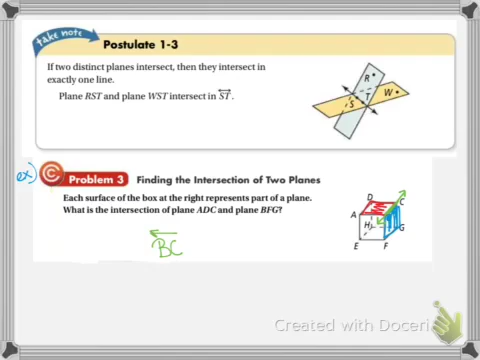 take note
Postulate 1-3
If two distinct planes intersect, then they intersect in
exactly one line.
Plane RST and plane WST intersect in ST.
R
W
T
S
ex)
C
Problem 3 Finding the Intersection of Two Planes
Each surface of the box at the right represents part of a plane.
What is the intersection of plane ADC and plane BFG?
D
C
A
H
G
E
F
BC
Created with Doceri